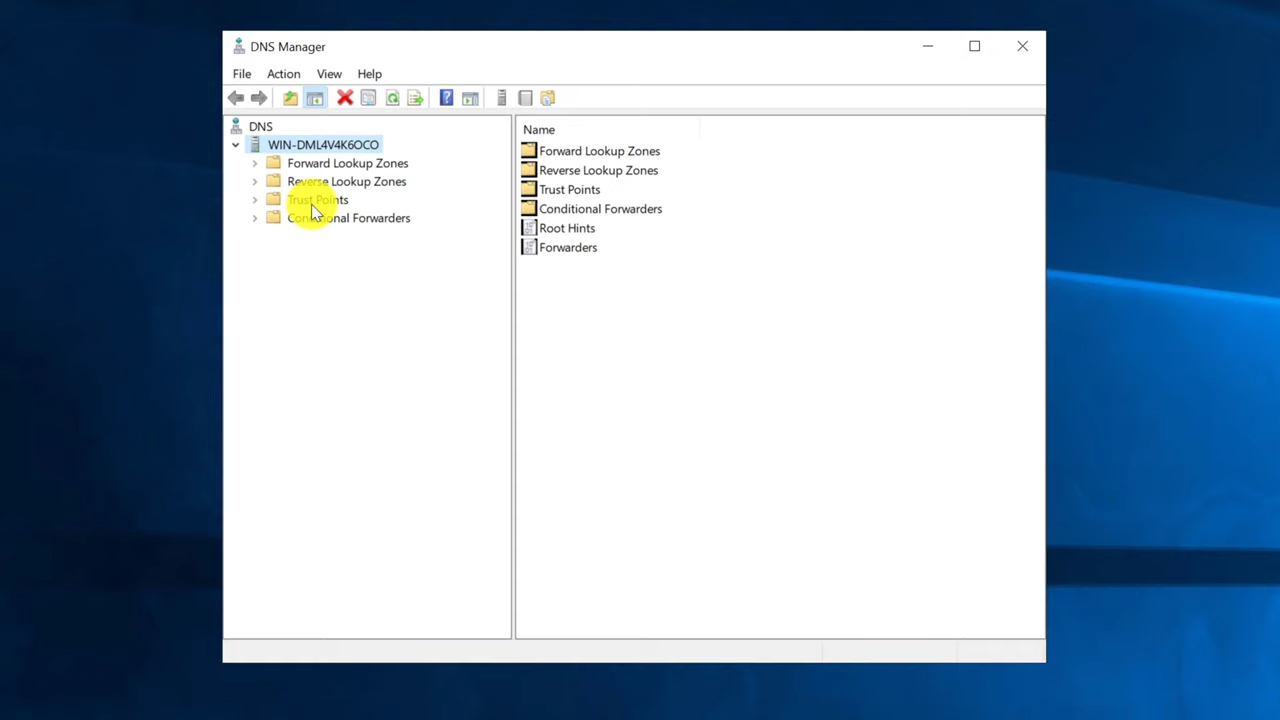 DNS Manager
File Action View Help
DNS
WIN-DML4V4K6OCO
Forward Lookup Zones
Reverse Lookup Zones
Trust Points
Conditional Forwarders
Name
Forward Lookup Zones
Reverse Lookup Zones
Trust Points
Conditional Forwarders
Root Hints
Forwarders